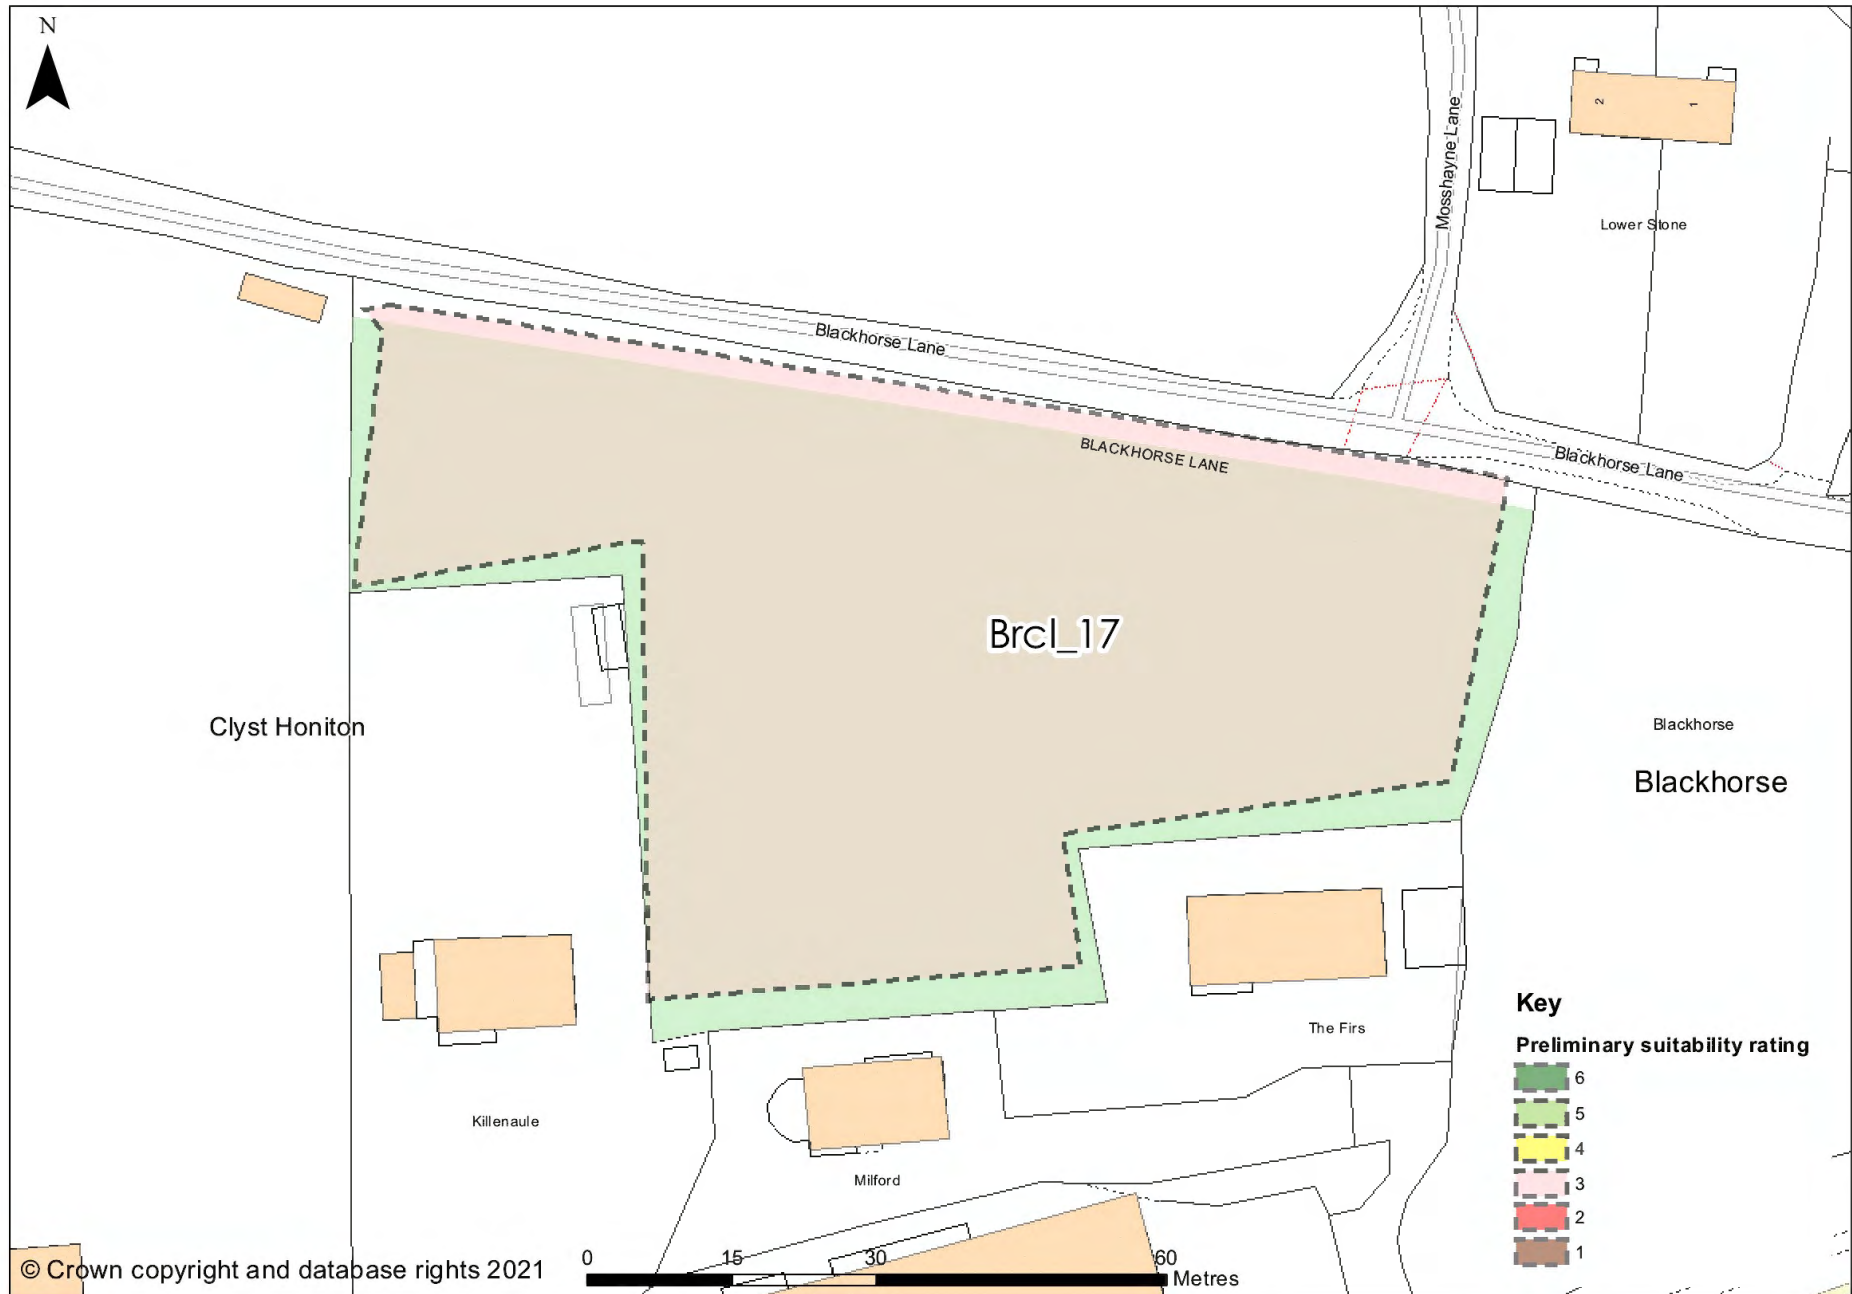 N
2
1
Mosshayne Lane
Lower Stone
Blackhorse Lane
BLACKHORSE LANE
Blackhorse Lane
Brcl_17
Clyst Honiton
Blackhorse
Blackhorse
Key
Preliminary suitability rating
6
5
4
3
2
1
The Firs
Killenaule
Milford
0 15 30 60
Metres
© Crown copyright and database rights 2021